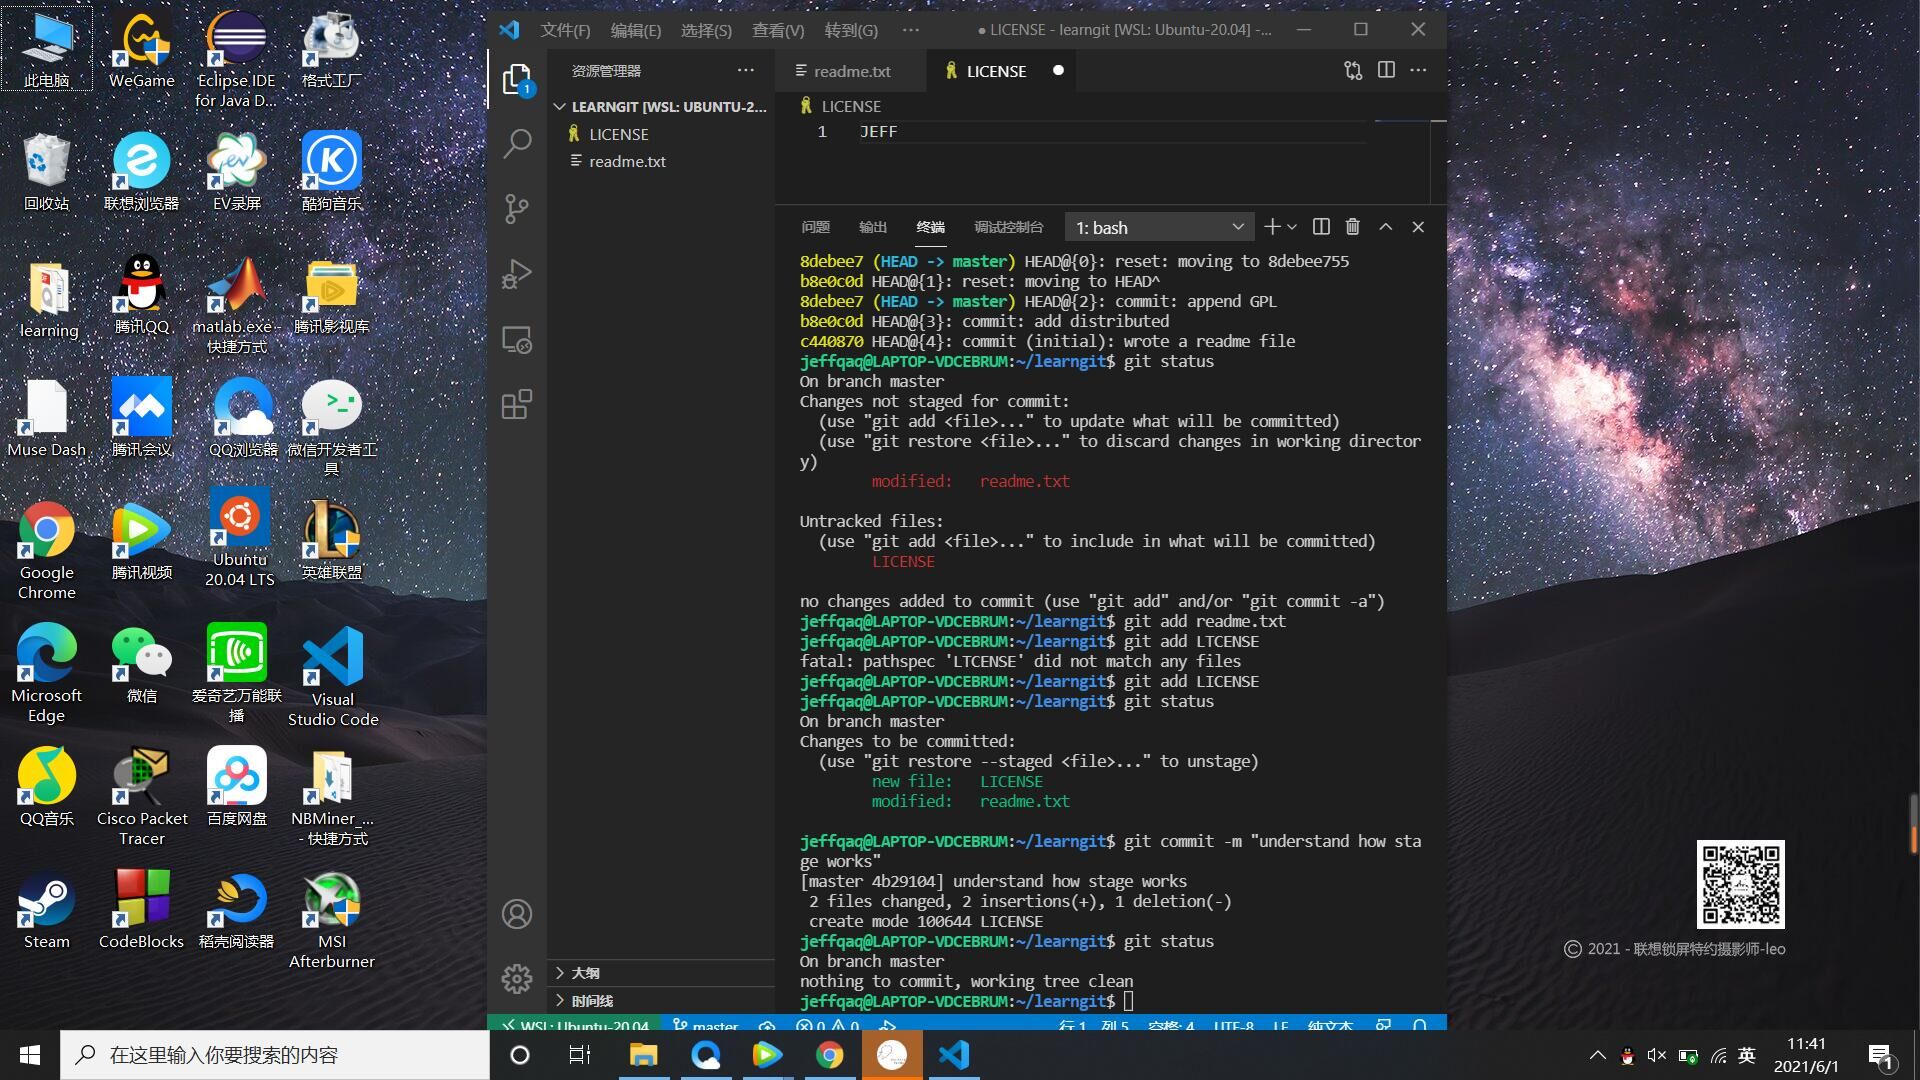 此电脑
WeGame
Eclipse IDE
for Java D...
格式工厂
回收站
联想浏览器
EV录屏
酷狗音乐
learning
腾讯QQ
matlab.exe -
快捷方式
腾讯影视库
Muse Dash
腾讯会议
QQ浏览器
微信开发者工
具
Google
Chrome
腾讯视频
Ubuntu
20.04 LTS
英雄联盟
Microsoft
Edge
微信
爱奇艺万能联
播
Visual
Studio Code
QQ音乐
Cisco Packet
Tracer
百度网盘
NBMiner_...
- 快捷方式
Steam
CodeBlocks
稻壳阅读器
MSI
Afterburner
文件(F) 编辑(E) 选择(S) 查看(V) 转到(G) ···
● LICENSE - learngit [WSL: Ubuntu-20.04] -...
1
资源管理器 ···
LEARNGIT [WSL: UBUNTU-2...
LICENSE
readme.txt
大纲
时间线
readme.txt
LICENSE ●
LICENSE
1 JEFF
问题 输出 终端 调试控制台 1: bash
8debee7 (HEAD -> master) HEAD@{0}: reset: moving to 8debee755
b8e0c0d HEAD@{1}: reset: moving to HEAD^
8debee7 (HEAD -> master) HEAD@{2}: commit: append GPL
b8e0c0d HEAD@{3}: commit: add distributed
c440870 HEAD@{4}: commit (initial): wrote a readme file
jeffqaq@LAPTOP-VDCEBRUM:~/learngit$ git status
On branch master
Changes not staged for commit:
(use "git add <file>..." to update what will be committed)
(use "git restore <file>..." to discard changes in working director
y)
modified: readme.txt
Untracked files:
(use "git add <file>..." to include in what will be committed)
LICENSE
no changes added to commit (use "git add" and/or "git commit -a")
jeffqaq@LAPTOP-VDCEBRUM:~/learngit$ git add readme.txt
jeffqaq@LAPTOP-VDCEBRUM:~/learngit$ git add LTCENSE
fatal: pathspec 'LTCENSE' did not match any files
jeffqaq@LAPTOP-VDCEBRUM:~/learngit$ git add LICENSE
jeffqaq@LAPTOP-VDCEBRUM:~/learngit$ git status
On branch master
Changes to be committed:
(use "git restore --staged <file>..." to unstage)
new file: LICENSE
modified: readme.txt
jeffqaq@LAPTOP-VDCEBRUM:~/learngit$ git commit -m "understand how sta
ge works"
[master 4b29104] understand how stage works
2 files changed, 2 insertions(+), 1 deletion(-)
create mode 100644 LICENSE
jeffqaq@LAPTOP-VDCEBRUM:~/learngit$ git status
On branch master
nothing to commit, working tree clean
jeffqaq@LAPTOP-VDCEBRUM:~/learngit$
WSL: Ubuntu-20.04 master 0 0 行 1, 列 5 空格: 4 UTF-8 LF 纯文本
© 2021 - 联想锁屏特约摄影师-leo
在这里输入你要搜索的内容
英
11:41
2021/6/1
1